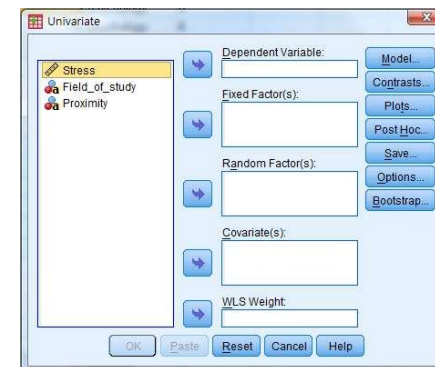 Univariate
Stress
Field_of_study
Proximity
Dependent Variable:
Fixed Factor(s):
Random Factor(s):
Covariate(s):
WLS Weight:
Model...
Contrasts...
Plots...
Post Hoc...
Save...
Options...
Bootstrap...
OK Paste Reset Cancel Help